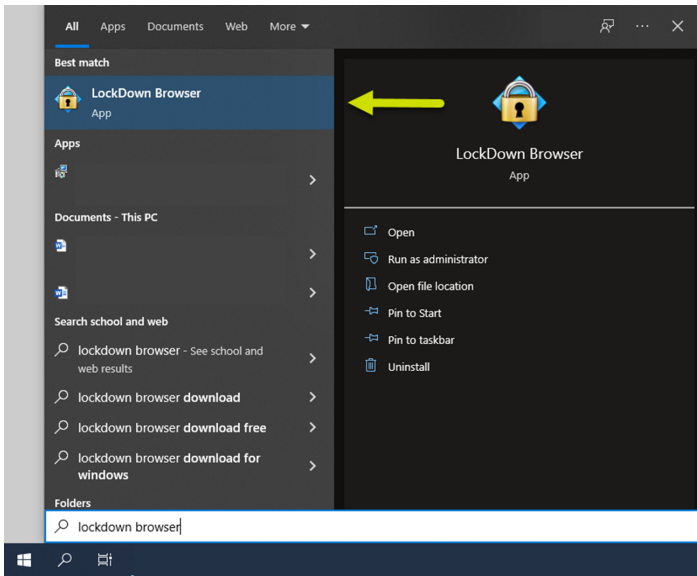 All Apps Documents Web More
Best match
LockDown Browser
App
Apps
Documents - This PC
Search school and web
lockdown browser - See school and
web results
lockdown browser download
lockdown browser download free
lockdown browser download for
windows
Folders
lockdown browser
LockDown Browser
App
Open
Run as administrator
Open file location
Pin to Start
Pin to taskbar
Uninstall